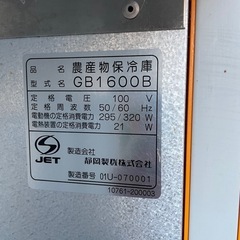 品名 農産物保冷庫
型式名 GB1600B
定格電圧 100 V
定格周波数 50/60 Hz
電動機の定格消費電力 295/320 W
電熱装置の定格消費電力 21 W
製造会社
JET 静岡製機株式会社
製造番号 01U-070001
10761-200003